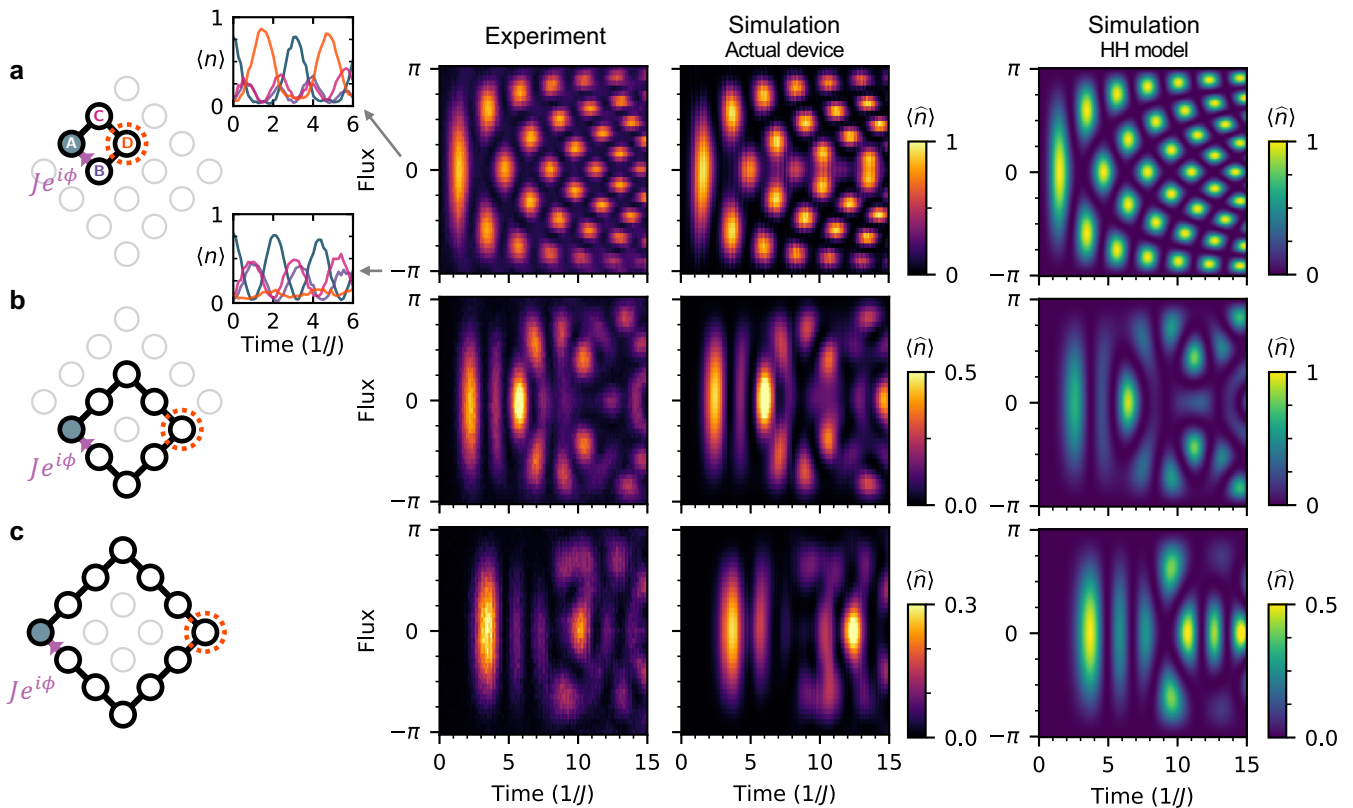 Experiment
Simulation
Actual device
Simulation
HH model
a
1
⟨n⟩
0
0 2 4 6
C
A
D
B
Je^{iϕ}
1
⟨n⟩
0
0 2 4 6
Time (1/J)
π
Flux
0
−π
⟨n̂⟩
1
0
π
0
−π
⟨n̂⟩
1
0
b
Je^{iϕ}
π
Flux
0
−π
⟨n̂⟩
0.5
0.0
π
0
−π
⟨n̂⟩
1
0
c
Je^{iϕ}
π
Flux
0
−π
0 5 10 15
Time (1/J)
0 5 10 15
Time (1/J)
⟨n̂⟩
0.3
0.0
π
0
−π
0 5 10 15
Time (1/J)
⟨n̂⟩
0.5
0.0